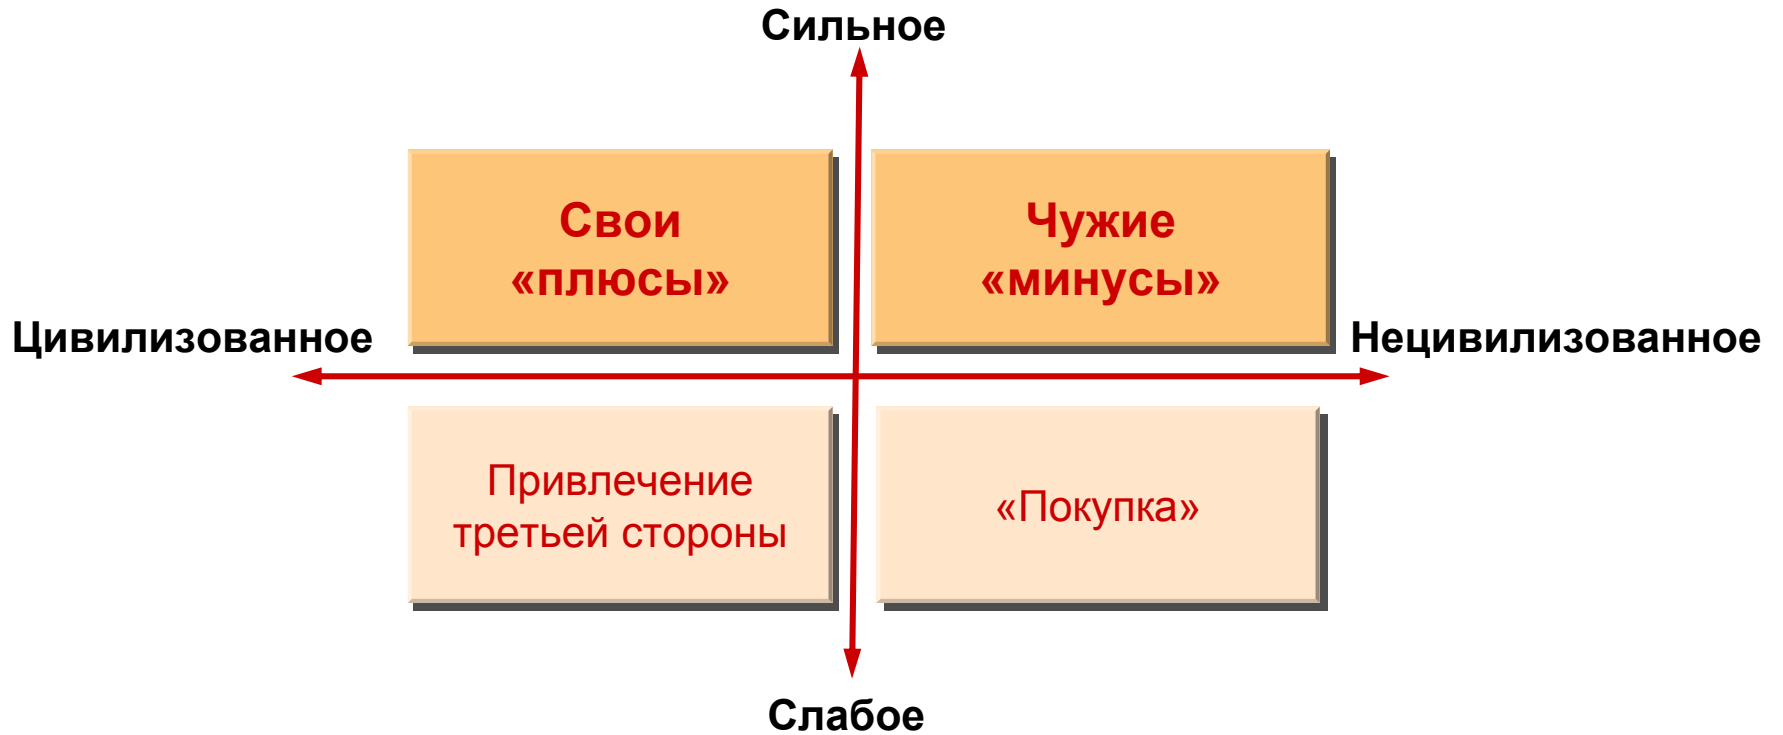 Сильное
Свои
«плюсы»
Чужие
«минусы»
Цивилизованное
Нецивилизованное
Привлечение
третьей стороны
«Покупка»
Слабое